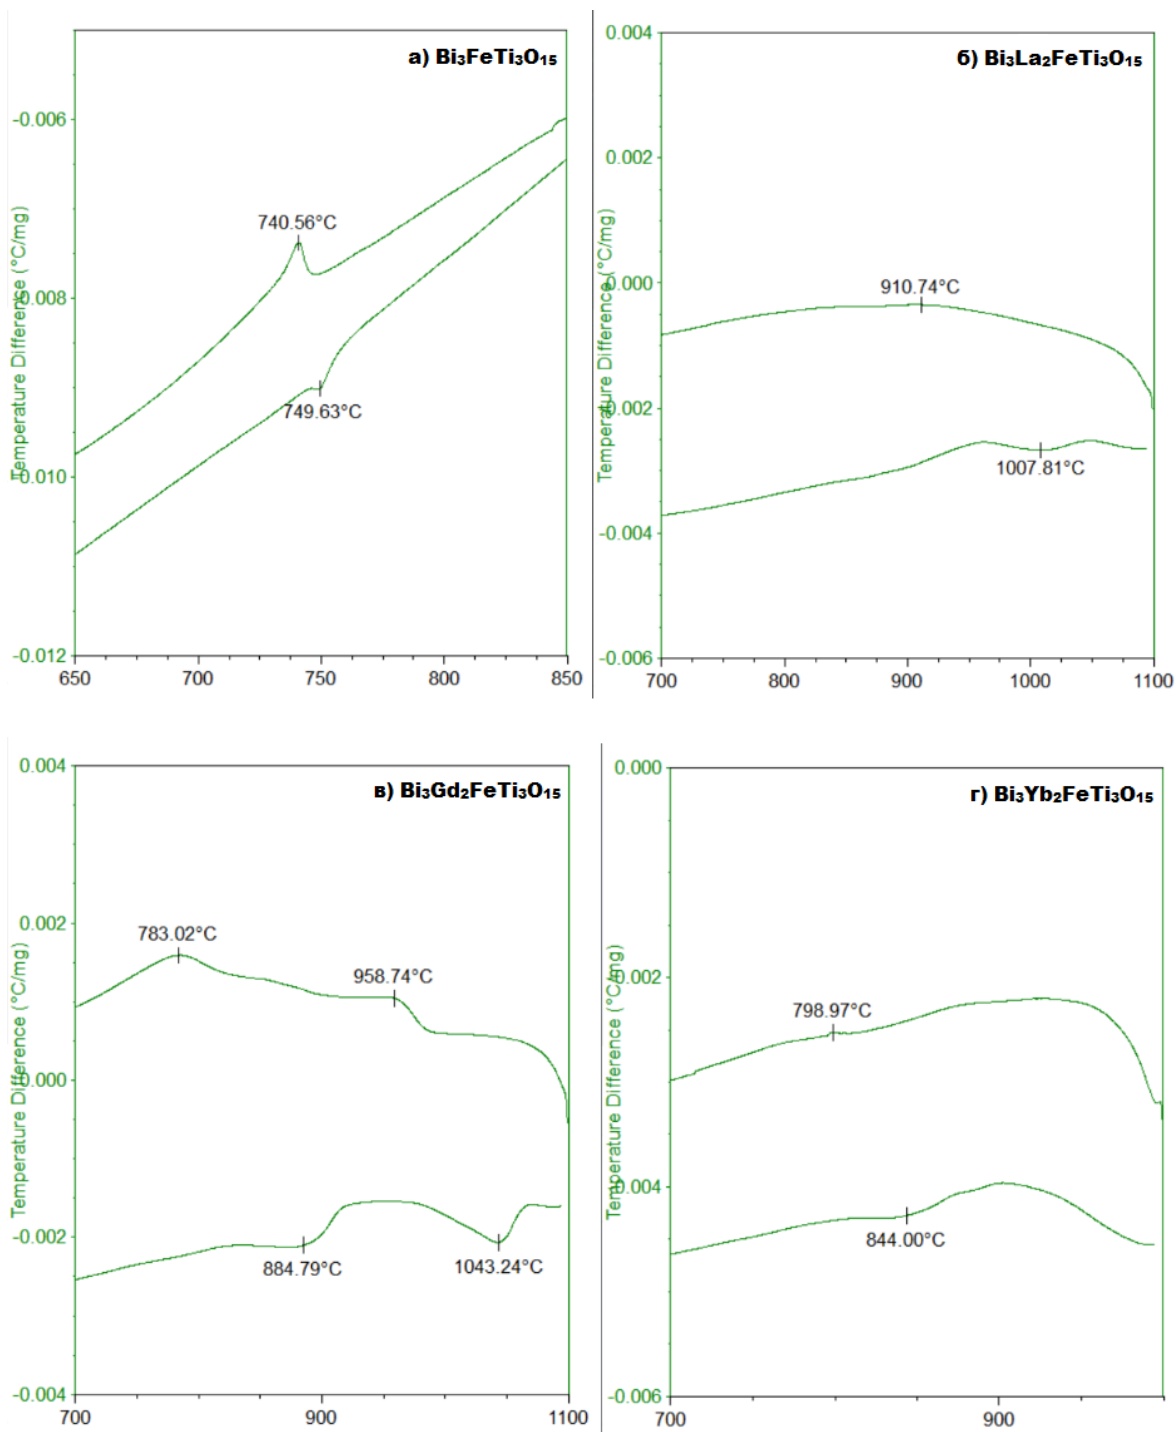 а) Bi₃FeTi₃O₁₅
-0.006
-0.008
-0.010
-0.012
Temperature Difference (°C/mg)
740.56°C
749.63°C
650 700 750 800 850
б) Bi₃La₂FeTi₃O₁₅
0.004
0.002
0.000
-0.002
-0.004
-0.006
Temperature Difference (°C/mg)
910.74°C
1007.81°C
700 800 900 1000 1100
в) Bi₃Gd₂FeTi₃O₁₅
0.004
0.002
0.000
-0.002
-0.004
Temperature Difference (°C/mg)
783.02°C
958.74°C
884.79°C
1043.24°C
700 900 1100
г) Bi₃Yb₂FeTi₃O₁₅
0.000
-0.002
-0.004
-0.006
Temperature Difference (°C/mg)
798.97°C
844.00°C
700 900